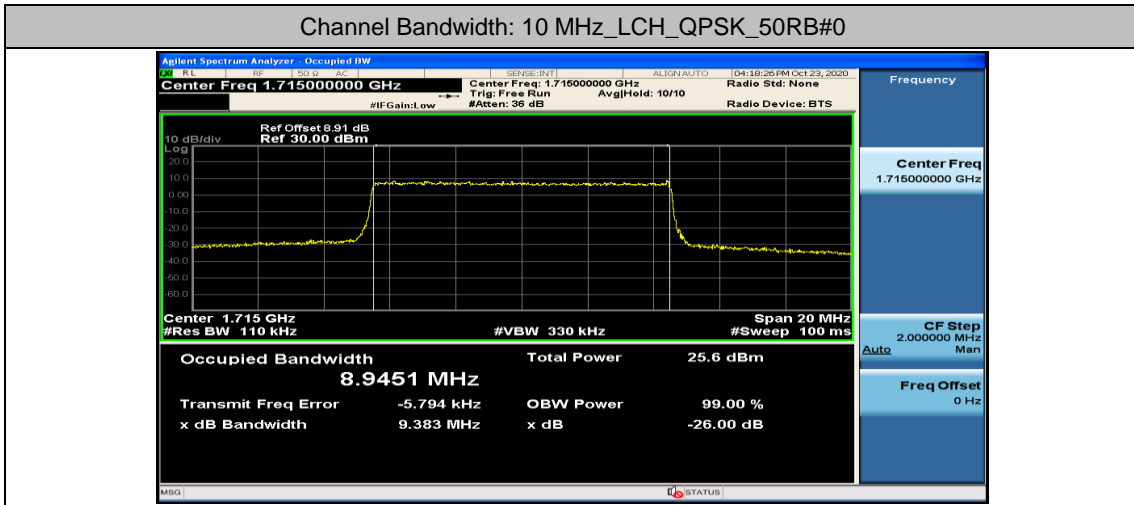 Channel Bandwidth: 10 MHz_LCH_QPSK_50RB#0
Agilent Spectrum Analyzer - Occupied BW
LXI RL RF 50 Ω AC SENSE:INT ALIGN AUTO 04:18:26 PM Oct 23, 2020
Center Freq 1.715000000 GHz
Center Freq: 1.715000000 GHz Radio Std: None
Trig: Free Run Avg|Hold: 10/10
#IFGain:Low #Atten: 36 dB Radio Device: BTS
Frequency
Ref Offset 8.91 dB
10 dB/div Ref 30.00 dBm
Log
20.0
10.0
0.00
-10.0
-20.0
-30.0
-40.0
-50.0
-60.0
Center Freq
1.715000000 GHz
Center 1.715 GHz Span 20 MHz
#Res BW 110 kHz #VBW 330 kHz #Sweep 100 ms
CF Step
2.000000 MHz
Auto Man
Occupied Bandwidth Total Power 25.6 dBm
8.9451 MHz
Transmit Freq Error -5.794 kHz OBW Power 99.00 %
x dB Bandwidth 9.383 MHz x dB -26.00 dB
Freq Offset
0 Hz
MSG STATUS